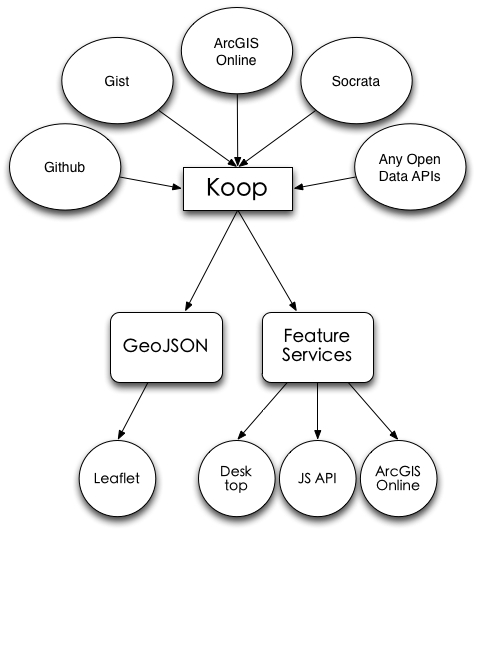 ArcGIS
Online
Gist
Socrata
Github
Any Open
Data APIs
Koop
GeoJSON
Feature
Services
Leaflet
Desk
top
JS API
ArcGIS
Online